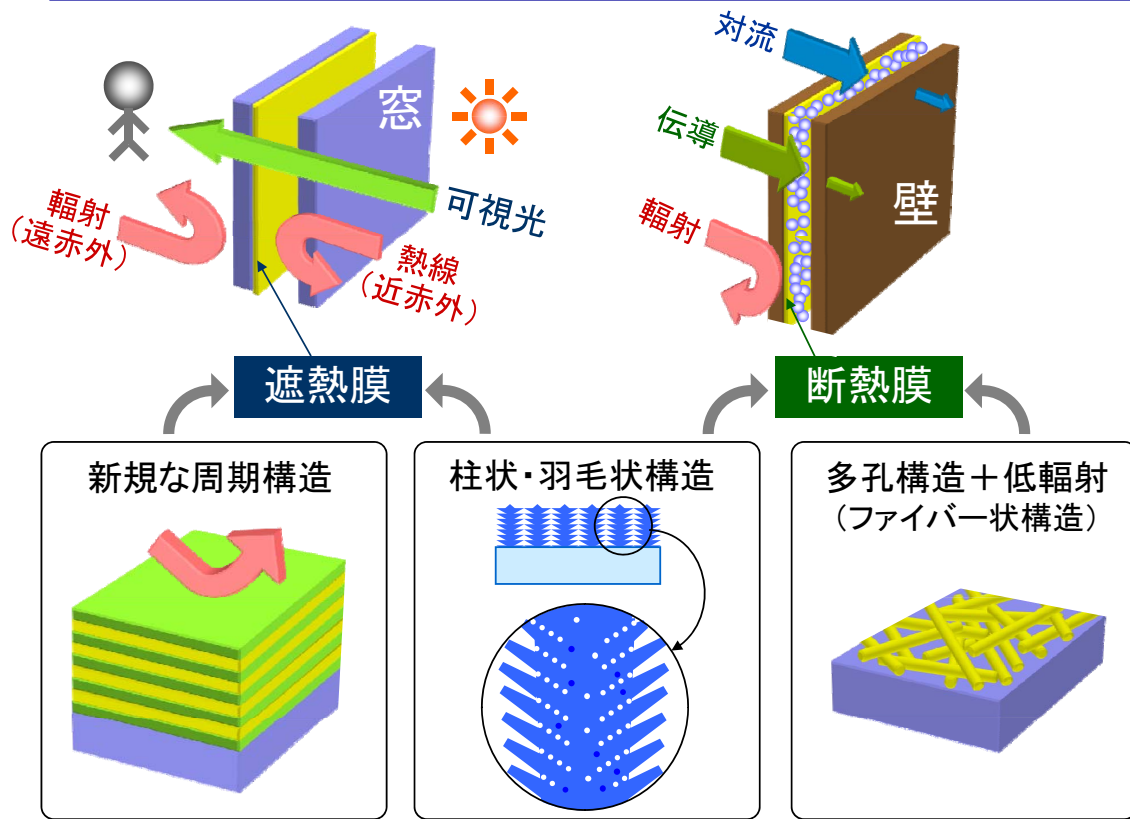 窓
可視光
輻射
（遠赤外）
熱線
（近赤外）
遮熱膜
対流
伝導
輻射
壁
断熱膜
新規な周期構造
柱状・羽毛状構造
多孔構造＋低輻射
（ファイバー状構造）